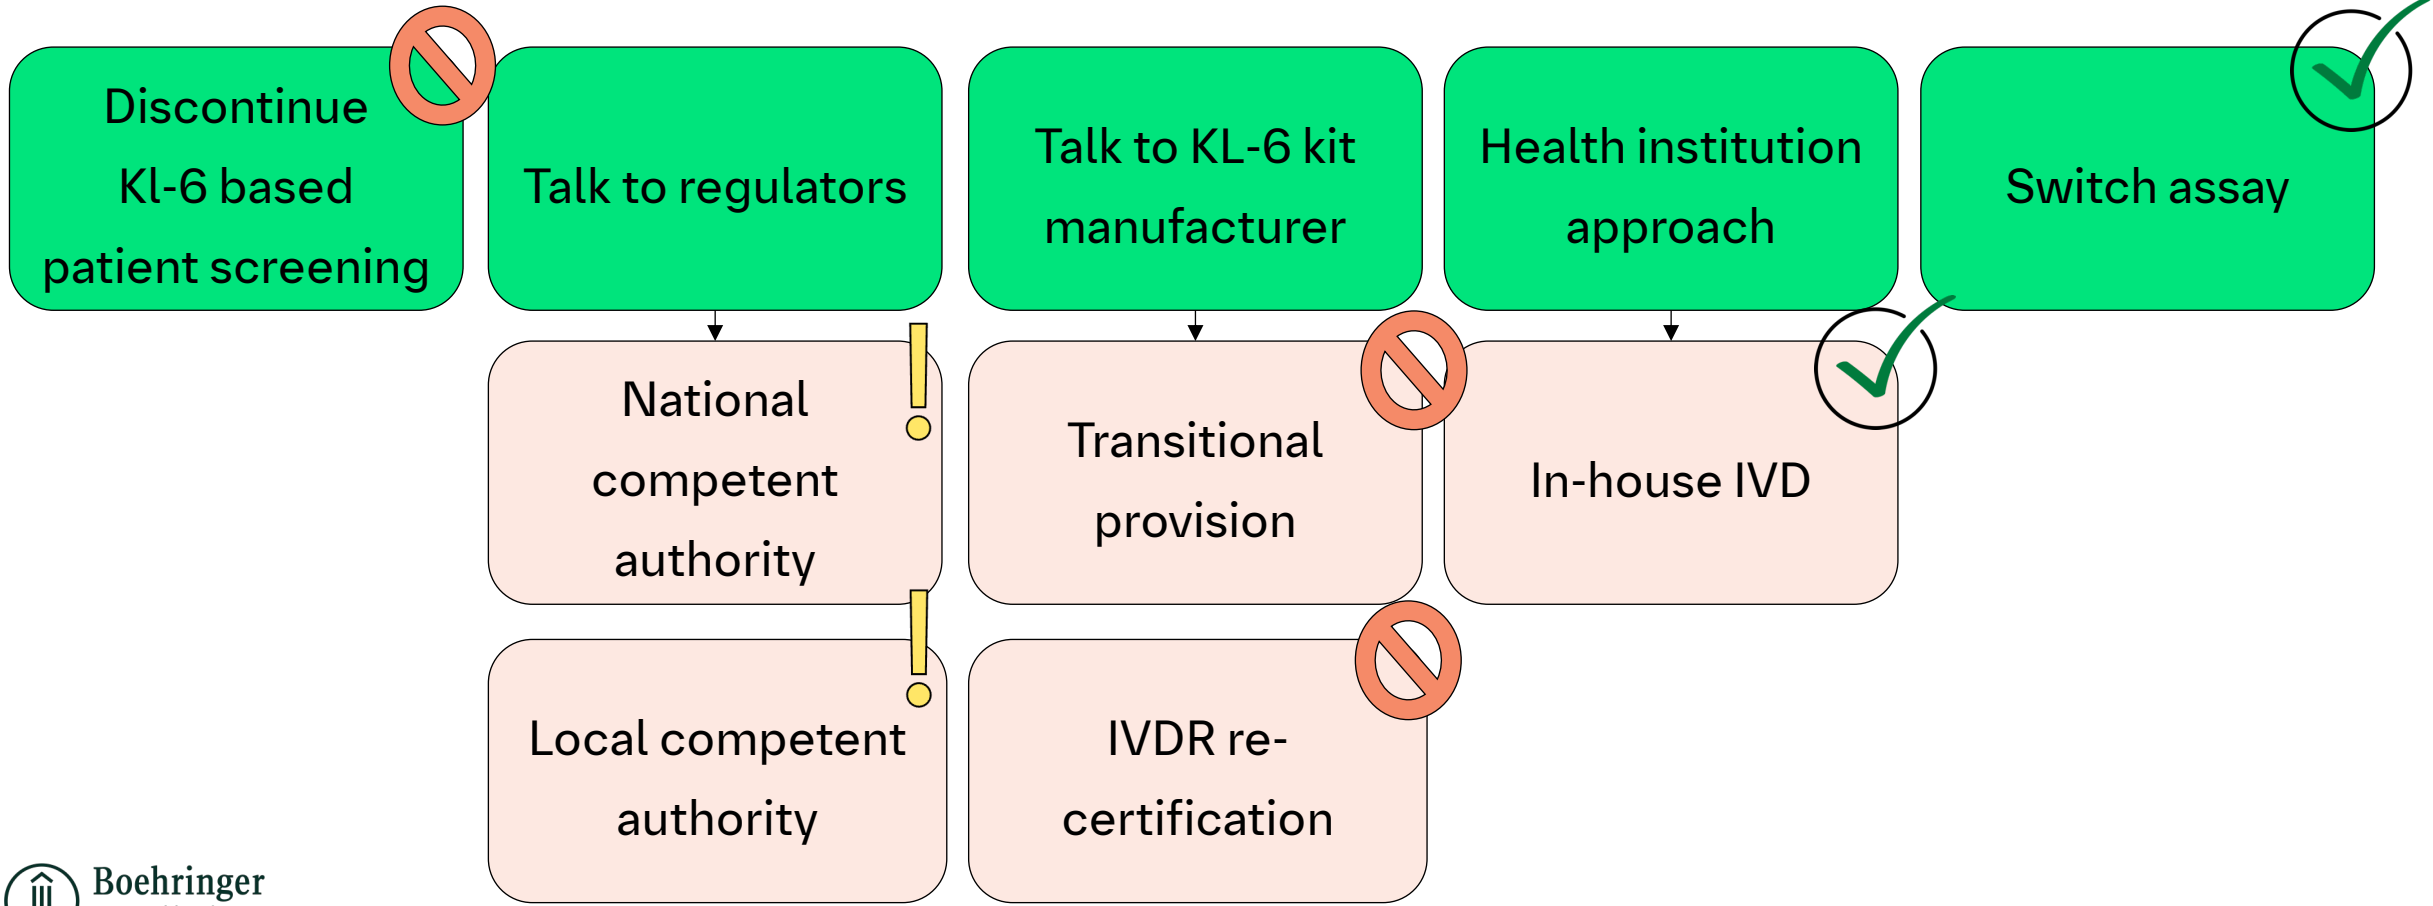 Discontinue
Kl-6 based
patient screening
Talk to regulators
Talk to KL-6 kit
manufacturer
Health institution
approach
Switch assay
National
competent
authority
Transitional
provision
In-house IVD
Local competent
authority
IVDR re-
certification
Boehringer